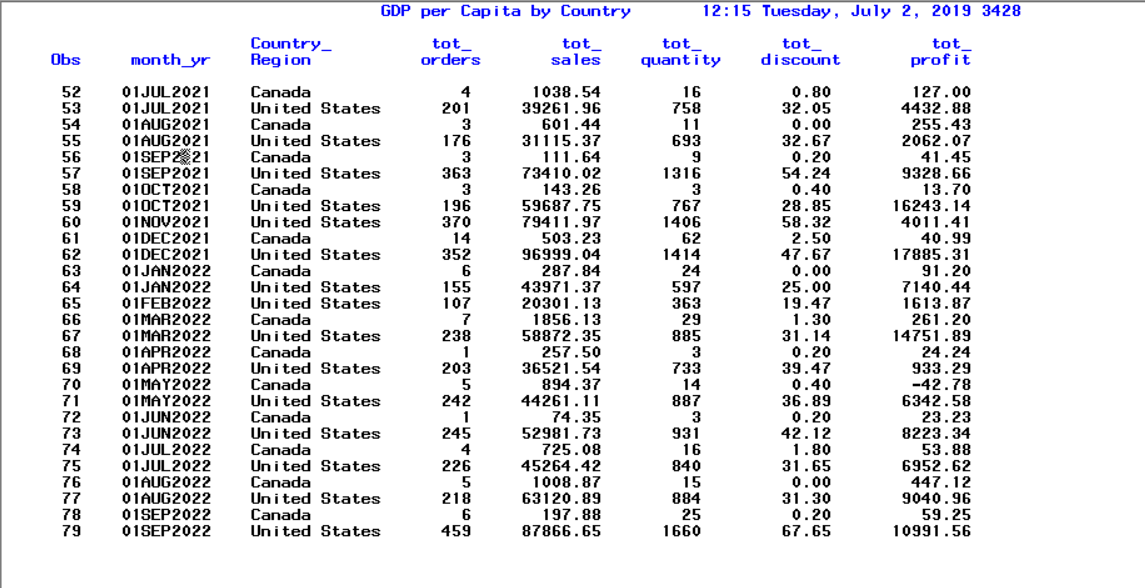 GDP per Capita by Country 12:15 Tuesday, July 2, 2019 3428
Country_ tot_ tot_ tot_ tot_ tot_
Obs month_yr Region orders sales quantity discount profit
52 01JUL2021 Canada 4 1038.54 16 0.80 127.00
53 01JUL2021 United States 201 39261.96 758 32.05 4432.88
54 01AUG2021 Canada 3 601.44 11 0.00 255.43
55 01AUG2021 United States 176 31115.37 693 32.67 2062.07
56 01SEP2021 Canada 3 111.64 9 0.20 41.45
57 01SEP2021 United States 363 73410.02 1316 54.24 9328.66
58 01OCT2021 Canada 3 143.26 3 0.40 13.70
59 01OCT2021 United States 196 59687.75 767 28.85 16243.14
60 01NOV2021 United States 370 79411.97 1406 58.32 4011.41
61 01DEC2021 Canada 14 503.23 62 2.50 40.99
62 01DEC2021 United States 352 96999.04 1414 47.67 17885.31
63 01JAN2022 Canada 6 287.84 24 0.00 91.20
64 01JAN2022 United States 155 43971.37 597 25.00 7140.44
65 01FEB2022 United States 107 20301.13 363 19.47 1613.87
66 01MAR2022 Canada 7 1856.13 29 1.30 261.20
67 01MAR2022 United States 238 58872.35 885 31.14 14751.89
68 01APR2022 Canada 1 257.50 3 0.20 24.24
69 01APR2022 United States 203 36521.54 733 39.47 933.29
70 01MAY2022 Canada 5 894.37 14 0.40 -42.78
71 01MAY2022 United States 242 44261.11 887 36.89 6342.58
72 01JUN2022 Canada 1 74.35 3 0.20 23.23
73 01JUN2022 United States 245 52981.73 931 42.12 8223.34
74 01JUL2022 Canada 4 725.08 16 1.80 53.88
75 01JUL2022 United States 226 45264.42 840 31.65 6952.62
76 01AUG2022 Canada 5 1008.87 15 0.00 447.12
77 01AUG2022 United States 218 63120.89 884 31.30 9040.96
78 01SEP2022 Canada 6 197.88 25 0.20 59.25
79 01SEP2022 United States 459 87866.65 1660 67.65 10991.56